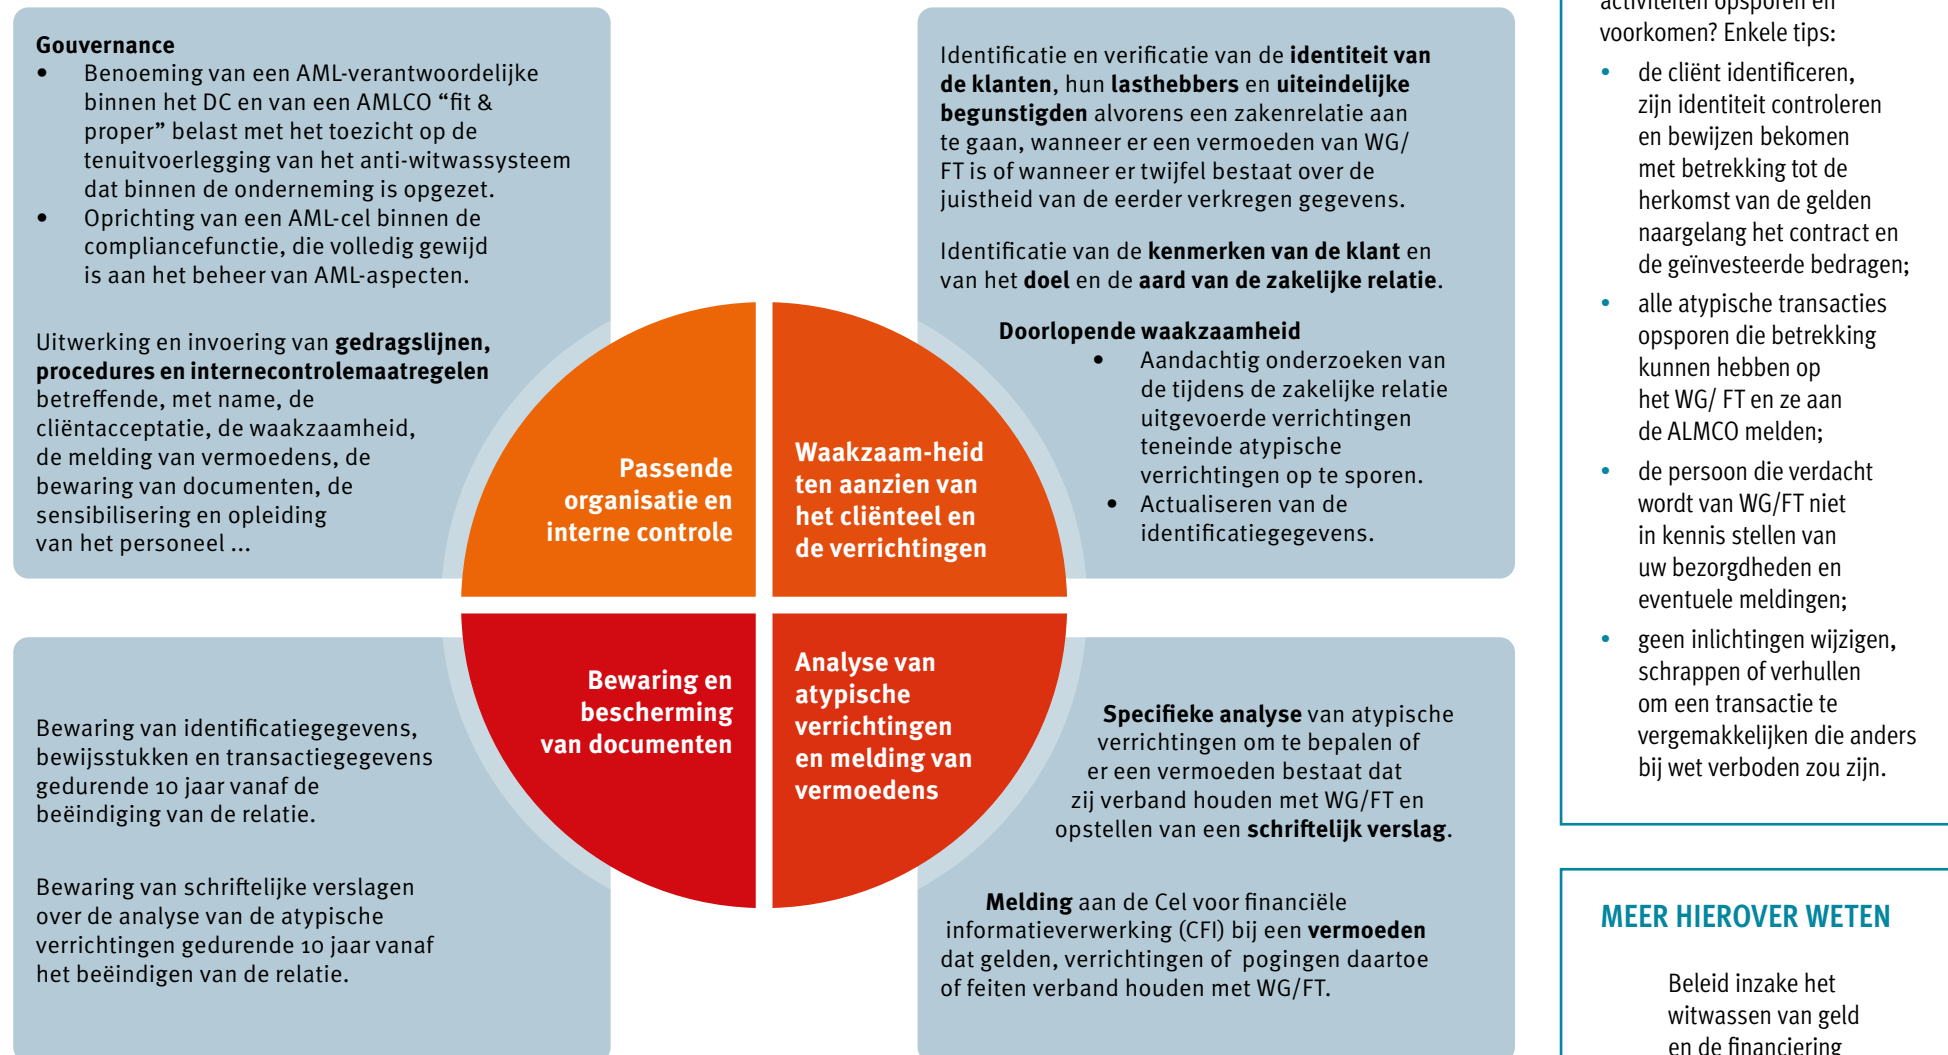 Gouvernance
• Benoeming van een AML-verantwoordelijke
binnen het DC en van een AMLCO “fit &
proper” belast met het toezicht op de
tenuitvoerlegging van het anti-witwassysteem
dat binnen de onderneming is opgezet.
• Oprichting van een AML-cel binnen de
compliancefunctie, die volledig gewijd
is aan het beheer van AML-aspecten.
Uitwerking en invoering van gedragslijnen,
procedures en internecontrolemaatregelen
betreffende, met name, de
cliëntacceptatie, de waakzaamheid,
de melding van vermoedens, de
bewaring van documenten, de
sensibilisering en opleiding
van het personeel ...
Passende
organisatie en
interne controle
Waakzaam-heid
ten aanzien van
het cliënteel en
de verrichtingen
Identificatie en verificatie van de identiteit van
de klanten, hun lasthebbers en uiteindelijke
begunstigden alvorens een zakenrelatie aan
te gaan, wanneer er een vermoeden van WG/
FT is of wanneer er twijfel bestaat over de
juistheid van de eerder verkregen gegevens.
Identificatie van de kenmerken van de klant en
van het doel en de aard van de zakelijke relatie.
Doorlopende waakzaamheid
• Aandachtig onderzoeken van
de tijdens de zakelijke relatie
uitgevoerde verrichtingen
teneinde atypische
verrichtingen op te sporen.
• Actualiseren van de
identificatiegegevens.
Bewaring van identificatiegegevens,
bewijsstukken en transactiegegevens
gedurende 10 jaar vanaf de
beëindiging van de relatie.
Bewaring van schriftelijke verslagen
over de analyse van de atypische
verrichtingen gedurende 10 jaar vanaf
het beëindigen van de relatie.
Bewaring en
bescherming
van documenten
Analyse van
atypische
verrichtingen
en melding van
vermoedens
Specifieke analyse van atypische
verrichtingen om te bepalen of
er een vermoeden bestaat dat
zij verband houden met WG/FT en
opstellen van een schriftelijk verslag.
Melding aan de Cel voor financiële
informatieverwerking (CFI) bij een vermoeden
dat gelden, verrichtingen of pogingen daartoe
of feiten verband houden met WG/FT.
activiteiten opsporen en
voorkomen? Enkele tips:
• de cliënt identificeren,
zijn identiteit controleren
en bewijzen bekomen
met betrekking tot de
herkomst van de gelden
naargelang het contract en
de geïnvesteerde bedragen;
• alle atypische transacties
opsporen die betrekking
kunnen hebben op
het WG/ FT en ze aan
de ALMCO melden;
• de persoon die verdacht
wordt van WG/FT niet
in kennis stellen van
uw bezorgdheden en
eventuele meldingen;
• geen inlichtingen wijzigen,
schrappen of verhullen
om een transactie te
vergemakkelijken die anders
bij wet verboden zou zijn.
MEER HIEROVER WETEN
Beleid inzake het
witwassen van geld
en de financiering